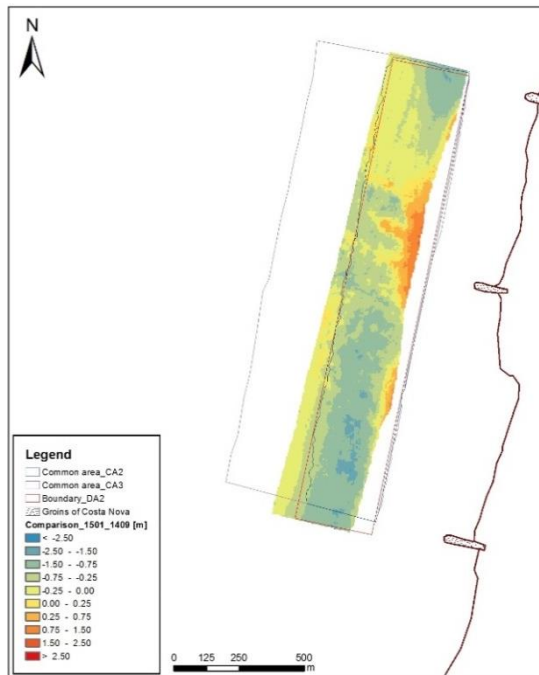 N
Legend
Common area_CA2
Common area_CA3
Boundary_DA2
Groins of Costa Nova
Comparison_1501_1409 [m]
< -2.50
-2.50 - -1.50
-1.50 - -0.75
-0.75 - -0.25
-0.25 - 0.00
0.00 - 0.25
0.25 - 0.75
0.75 - 1.50
1.50 - 2.50
> 2.50
0 125 250 500
m